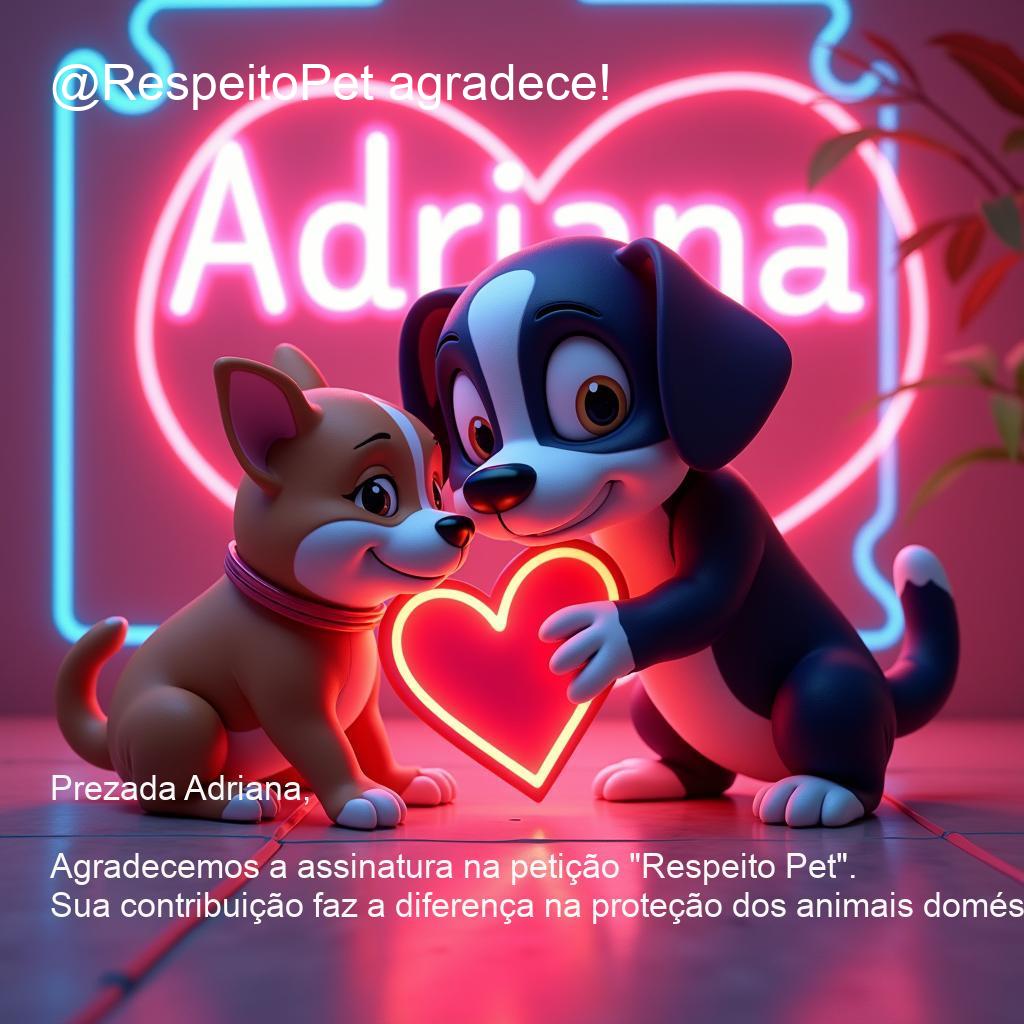 @RespeitoPet agradece!
Adriana
Prezada Adriana,
Agradecemos a assinatura na petição "Respeito Pet".
Sua contribuição faz a diferença na proteção dos animais domés